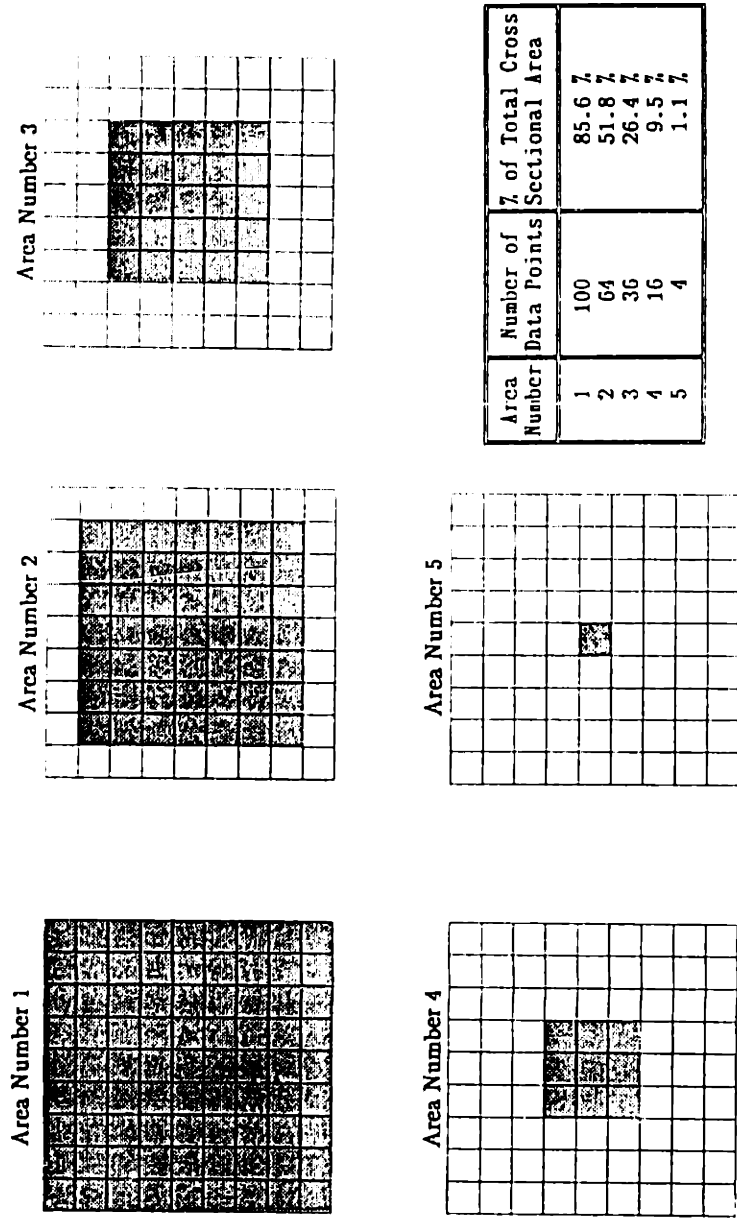 Area Number 1
Area Number 2
Area Number 3
Area Number 4
Area Number 5
Area Number of % of Total Cross
Number Data Points Sectional Area
1 100 85.6 %
2 64 51.8 %
3 36 26.4 %
4 16 9.5 %
5 4 1.1 %